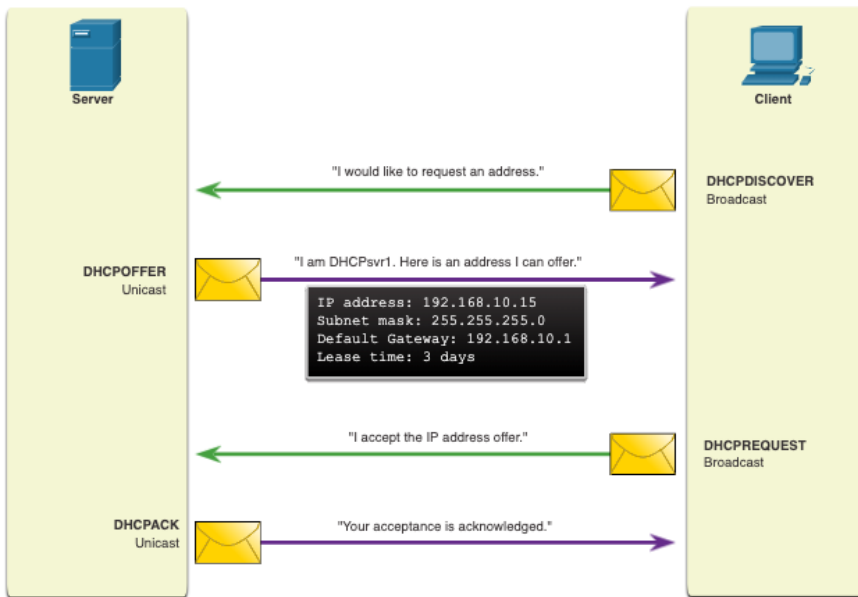 Server
Client
"I would like to request an address."
DHCPDISCOVER
Broadcast
"I am DHCPsvr1. Here is an address I can offer."
DHCPOFFER
Unicast
IP address: 192.168.10.15
Subnet mask: 255.255.255.0
Default Gateway: 192.168.10.1
Lease time: 3 days
"I accept the IP address offer."
DHCPREQUEST
Broadcast
DHCPACK
Unicast
"Your acceptance is acknowledged."